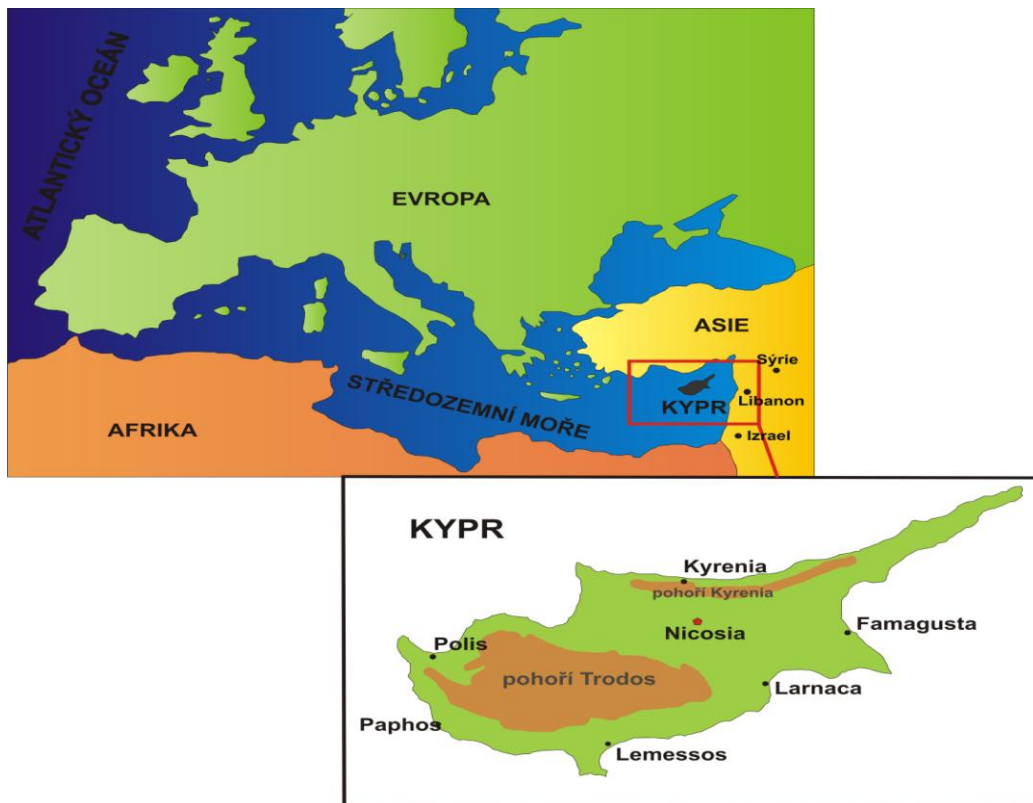 ATLANTICKÝ OCEÁN
EVROPA
ASIE
Sýrie
Libanon
KYPR
Izrael
STŘEDOZEMNÍ MOŘE
AFRIKA
KYPR
Kyrenia
pohoří Kyrenia
Nicosia
Famagusta
Polis
pohoří Trodos
Larnaca
Paphos
Lemessos